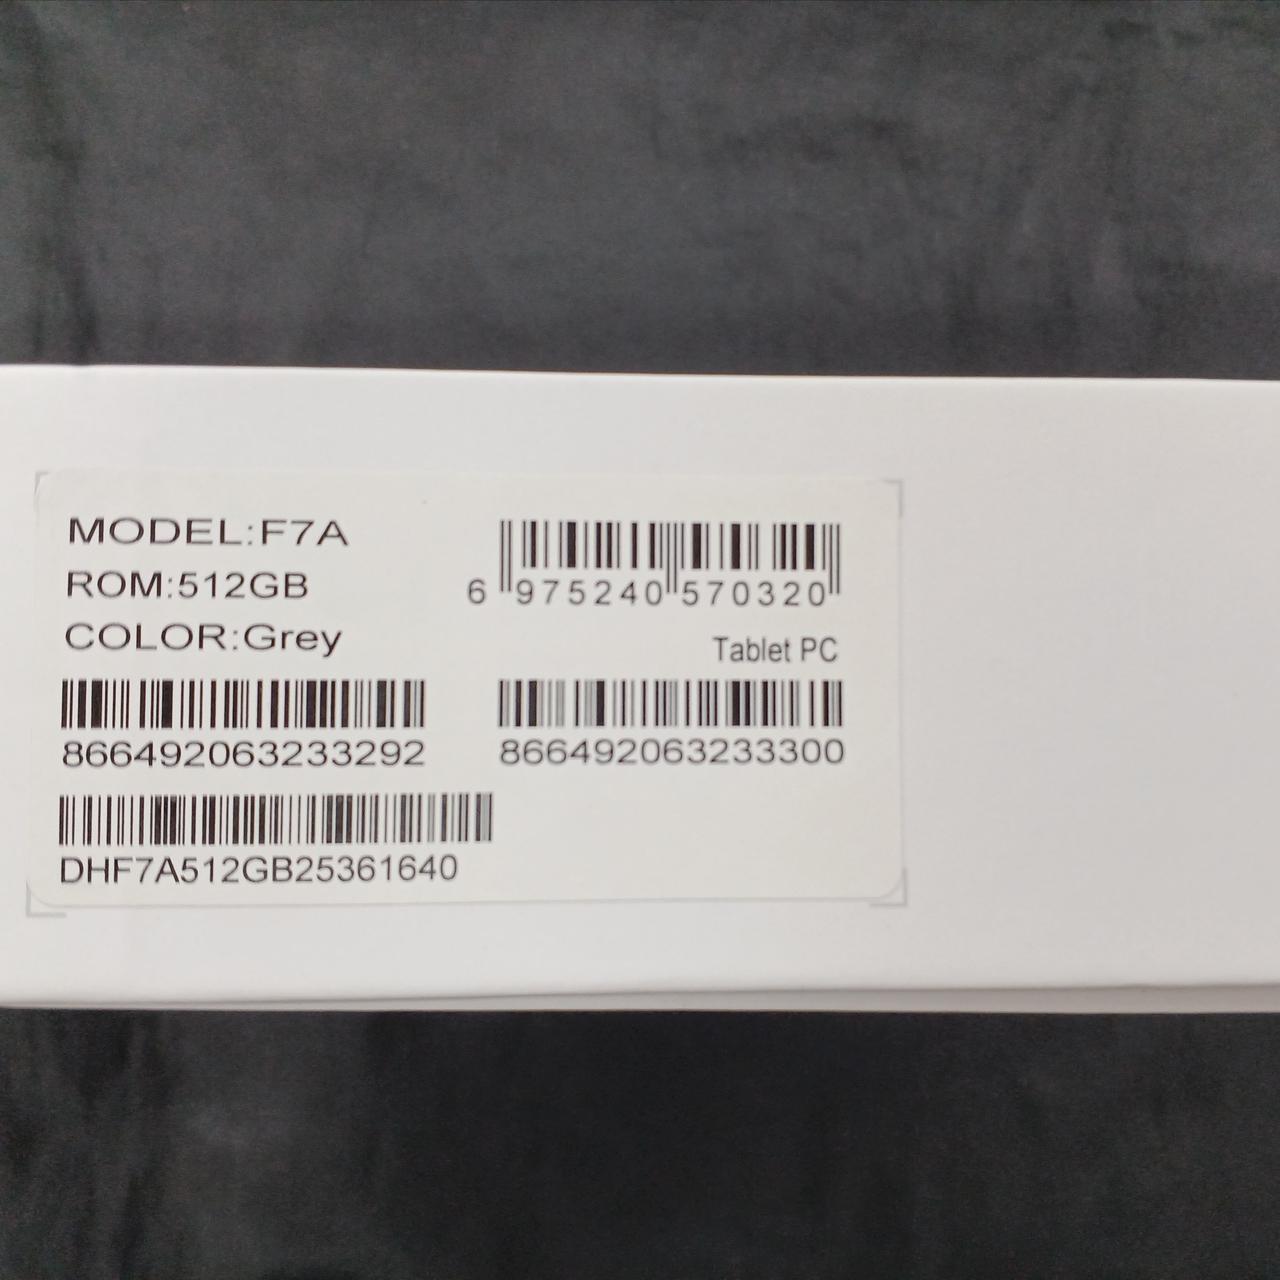 MODEL:F7A
ROM:512GB
COLOR:Grey
6 975240 570320
Tablet PC
866492063233292
866492063233300
DHF7A512GB25361640